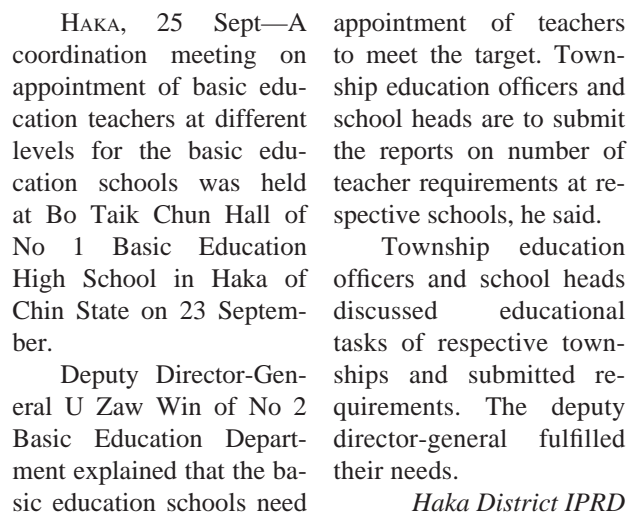 HAKA, 25 Sept—A
coordination meeting on
appointment of basic edu-
cation teachers at different
levels for the basic edu-
cation schools was held
at Bo Taik Chun Hall of
No 1 Basic Education
High School in Haka of
Chin State on 23 Septem-
ber.
Deputy Director-Gen-
eral U Zaw Win of No 2
Basic Education Depart-
ment explained that the ba-
sic education schools need
appointment of teachers
to meet the target. Town-
ship education officers and
school heads are to submit
the reports on number of
teacher requirements at re-
spective schools, he said.
Township education
officers and school heads
discussed educational
tasks of respective town-
ships and submitted re-
quirements. The deputy
director-general fulfilled
their needs.
Haka District IPRD